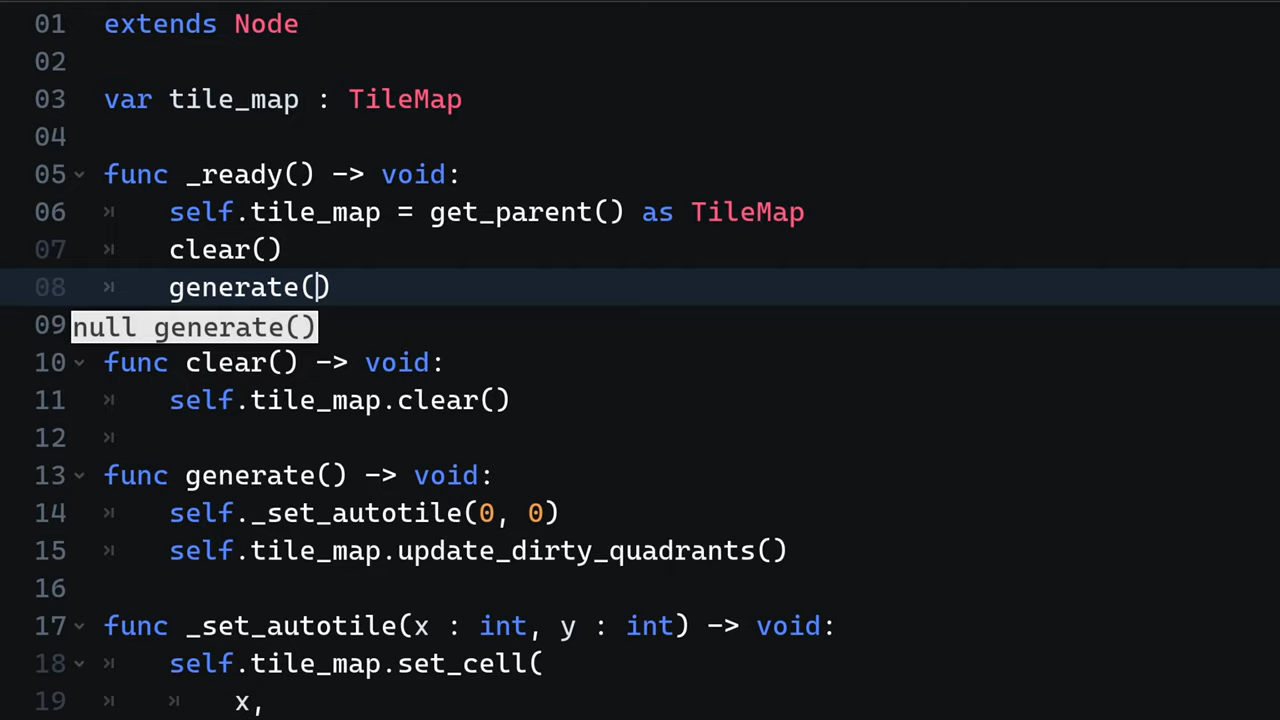 01 extends Node
02
03 var tile_map : TileMap
04
05 func _ready() -> void:
06 self.tile_map = get_parent() as TileMap
07 clear()
08 generate()
09 null generate()
10 func clear() -> void:
11 self.tile_map.clear()
12
13 func generate() -> void:
14 self._set_autotile(0, 0)
15 self.tile_map.update_dirty_quadrants()
16
17 func _set_autotile(x : int, y : int) -> void:
18 self.tile_map.set_cell(
19 x,